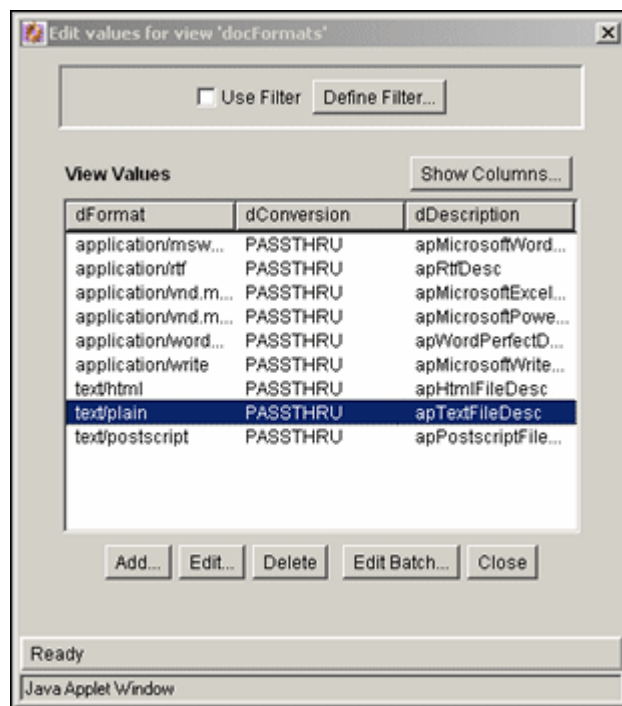 Edit values for view 'docFormats'
Use Filter Define Filter...
View Values Show Columns...
dFormat dConversion dDescription
application/msw... PASSTHRU apMicrosoftWord...
application/rtf PASSTHRU apRtfDesc
application/vnd.m... PASSTHRU apMicrosoftExcel...
application/vnd.m... PASSTHRU apMicrosoftPowe...
application/word... PASSTHRU apWordPerfectD...
application/write PASSTHRU apMicrosoftWrite...
text/html PASSTHRU apHtmlFileDesc
text/plain PASSTHRU apTextFileDesc
text/postscript PASSTHRU apPostscriptFile...
Add... Edit... Delete Edit Batch... Close
Ready
Java Applet Window